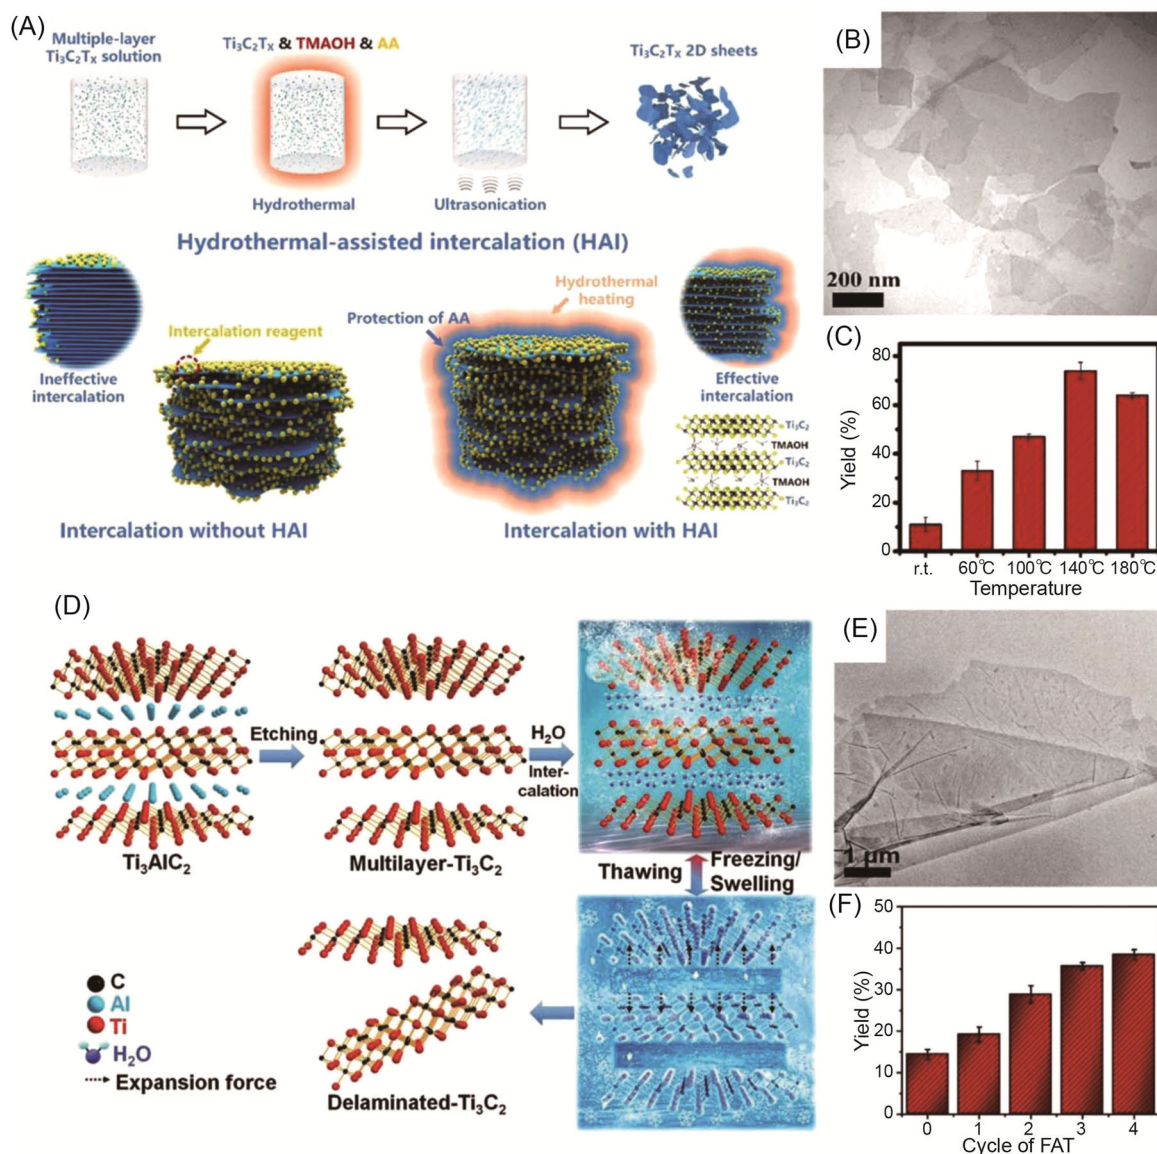 (A)
Multiple-layer
Ti₃C₂Tₓ solution
Ti₃C₂Tₓ & TMAOH & AA
Ti₃C₂Tₓ 2D sheets
Hydrothermal
Ultrasonication
Hydrothermal-assisted intercalation (HAI)
Ineffective
intercalation
Intercalation reagent
Protection of AA
Hydrothermal
heating
Effective
intercalation
Ti₃C₂
TMAOH
Ti₃C₂
TMAOH
Ti₃C₂
Intercalation without HAI
Intercalation with HAI
(B)
200 nm
(C)
Yield (%)
80
60
40
20
0
r.t. 60℃ 100℃ 140℃ 180℃
Temperature
(D)
Etching
H₂O
Inter-
calation
Ti₃AlC₂
Multilayer-Ti₃C₂
Thawing
Freezing/
Swelling
C
Al
Ti
H₂O
Expansion force
Delaminated-Ti₃C₂
(E)
1 μm
(F)
Yield (%)
50
40
30
20
10
0
0 1 2 3 4
Cycle of FAT